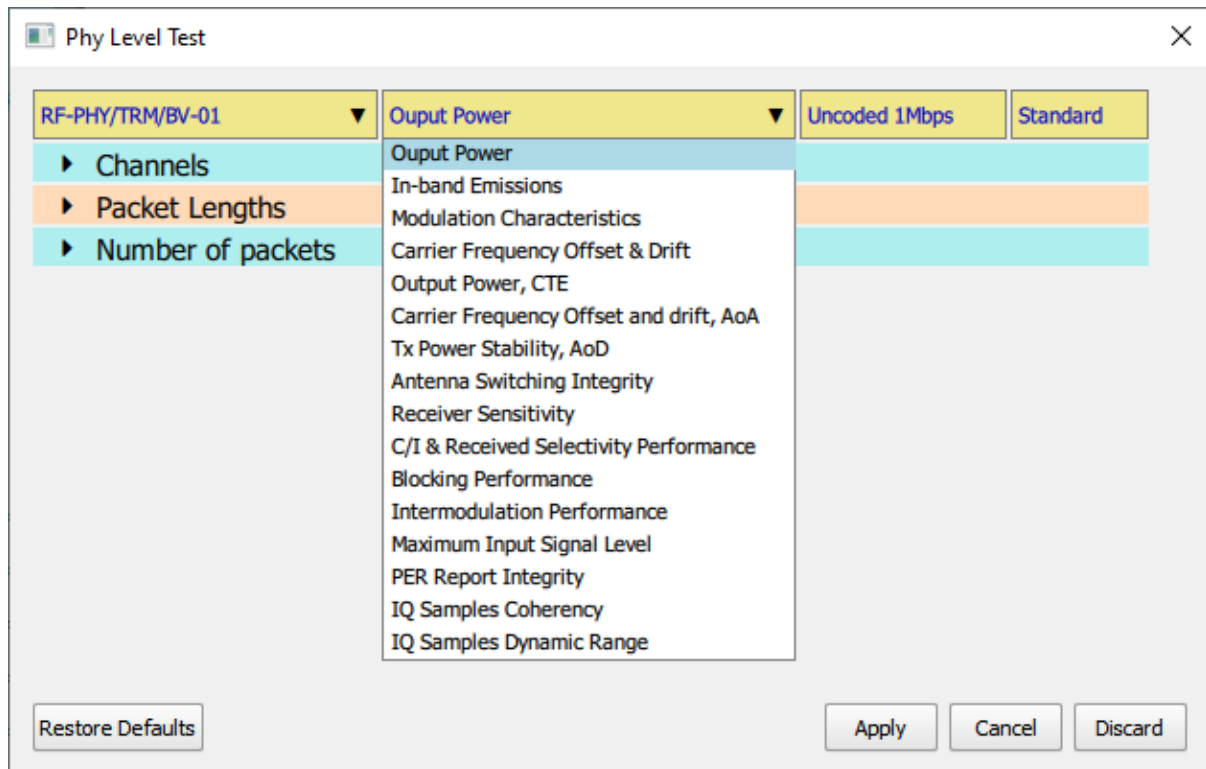 Phy Level Test
RF-PHY/TRM/BV-01 Ouput Power Uncoded 1Mbps Standard
Channels
Packet Lengths
Number of packets
Ouput Power
In-band Emissions
Modulation Characteristics
Carrier Frequency Offset & Drift
Output Power, CTE
Carrier Frequency Offset and drift, AoA
Tx Power Stability, AoD
Antenna Switching Integrity
Receiver Sensitivity
C/I & Received Selectivity Performance
Blocking Performance
Intermodulation Performance
Maximum Input Signal Level
PER Report Integrity
IQ Samples Coherency
IQ Samples Dynamic Range
Restore Defaults Apply Cancel Discard